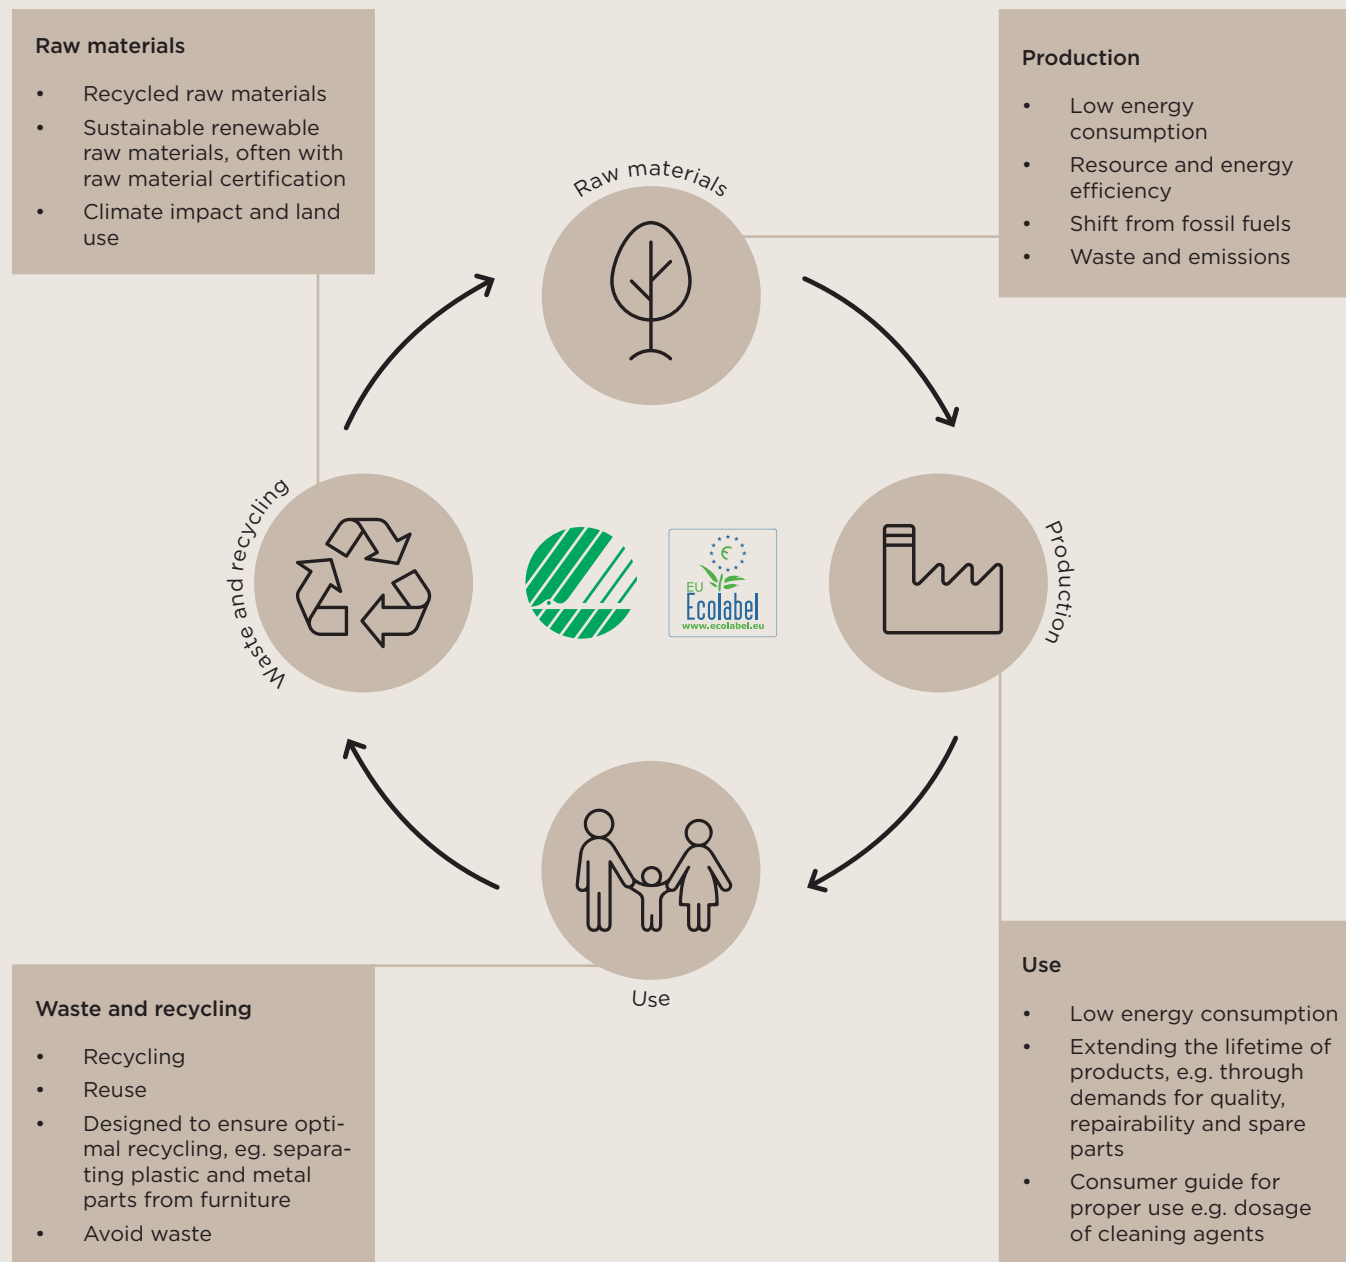 Raw materials
• Recycled raw materials
• Sustainable renewable
raw materials, often with
raw material certification
• Climate impact and land
use
Production
• Low energy
consumption
• Resource and energy
efficiency
• Shift from fossil fuels
• Waste and emissions
Raw materials
Waste and recycling
EU
Ecolabel
www.ecolabel.eu
Production
Use
Waste and recycling
• Recycling
• Reuse
• Designed to ensure opti-
mal recycling, eg. separa-
ting plastic and metal
parts from furniture
• Avoid waste
Use
• Low energy consumption
• Extending the lifetime of
products, e.g. through
demands for quality,
repairability and spare
parts
• Consumer guide for
proper use e.g. dosage
of cleaning agents